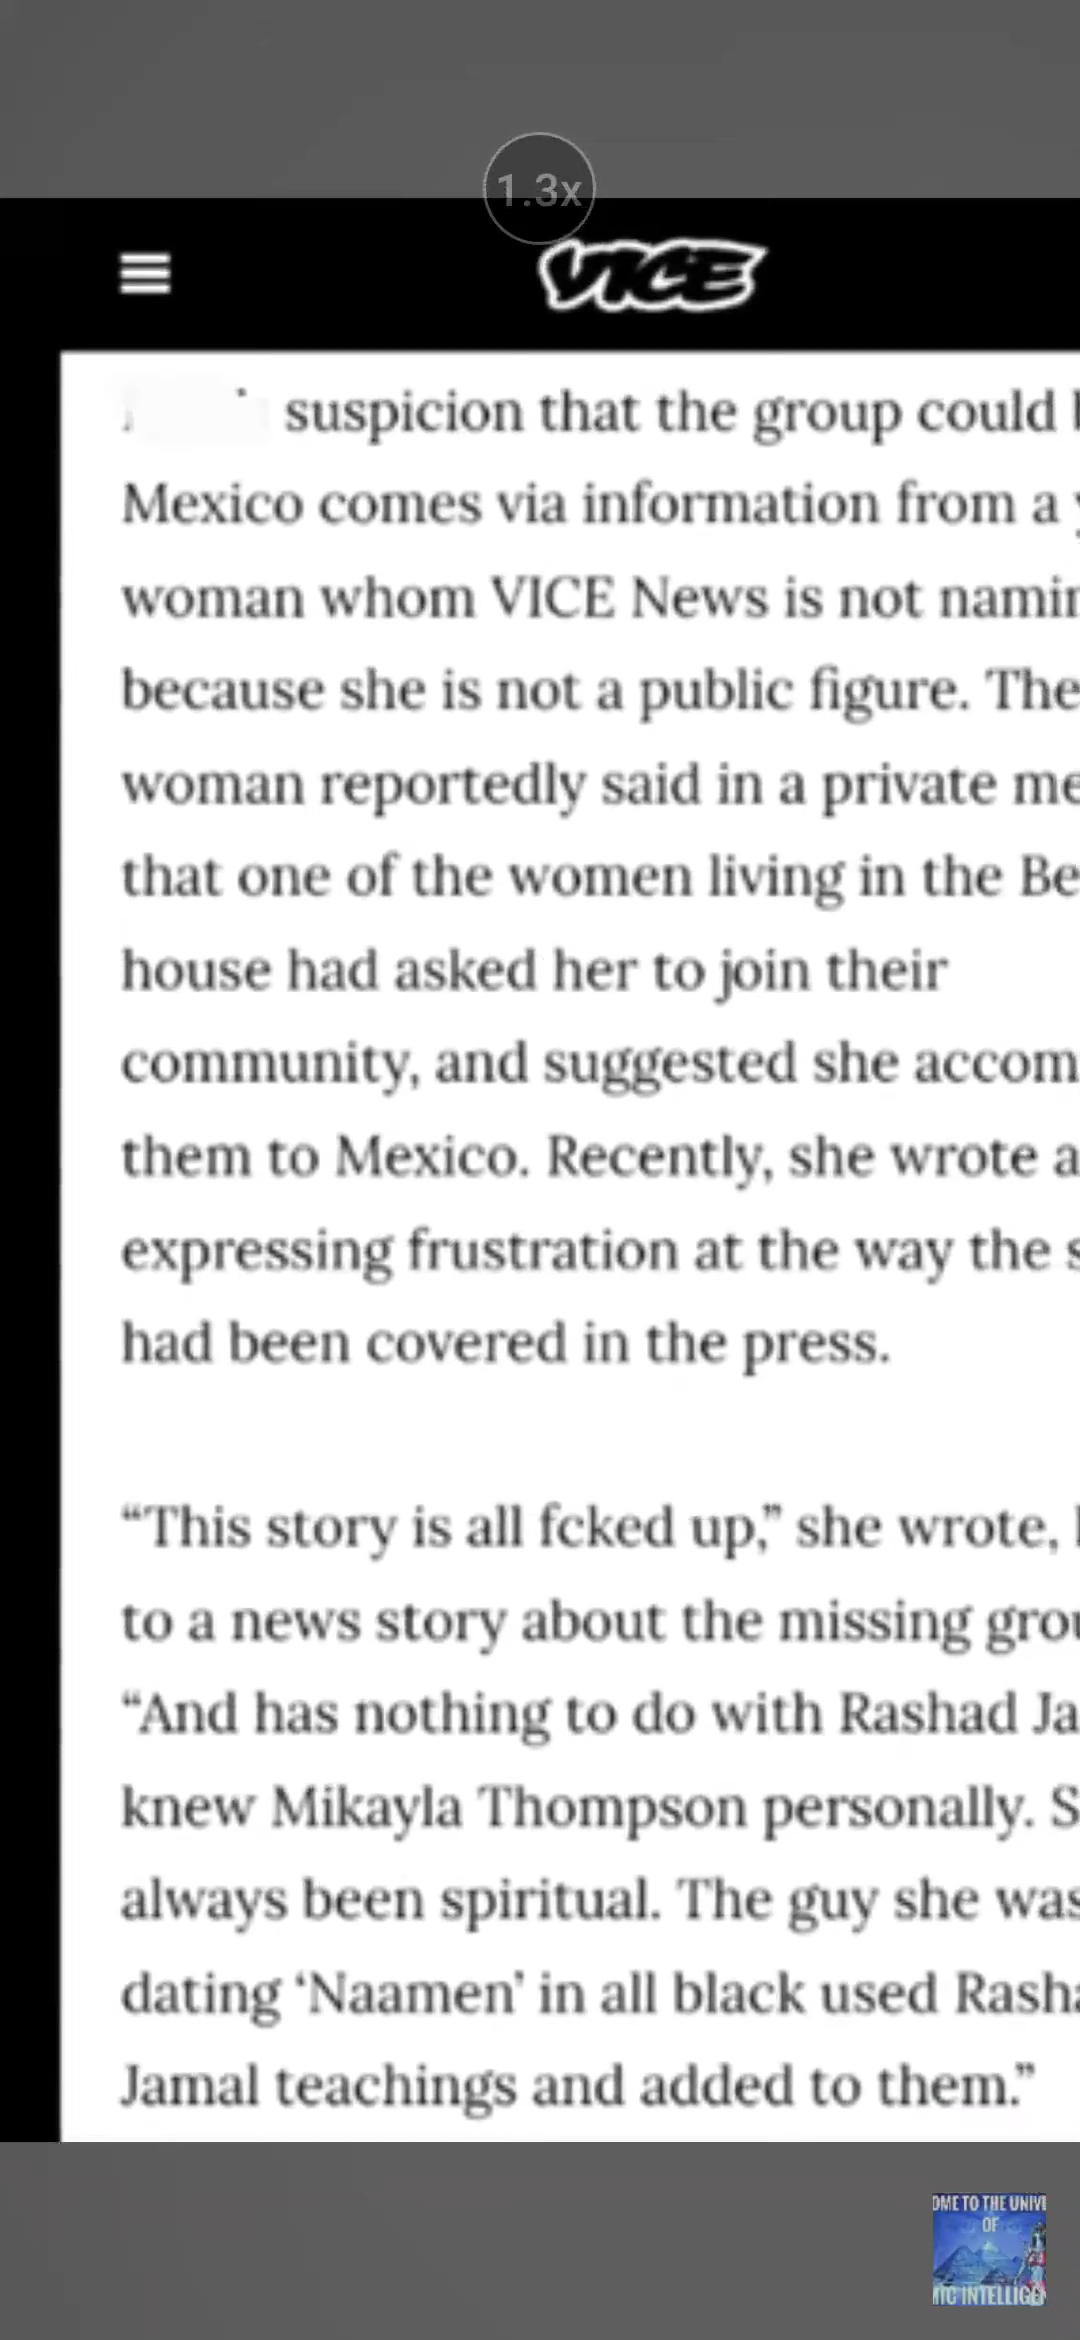 1.3x
VICE
suspicion that the group could
Mexico comes via information from a
woman whom VICE News is not
because she is not a public figure. The
woman reportedly said in a private
that one of the women living in the
house had asked her to join their
community, and suggested she
them to Mexico. Recently, she wrote
expressing frustration at the way the
had been covered in the press.
“This story is all fcked up,” she wrote,
to a news story about the missing
“And has nothing to do with Rashad
knew Mikayla Thompson personally.
always been spiritual. The guy she
dating ‘Naamen’ in all black used
Jamal teachings and added to them.”
TO THE
OF